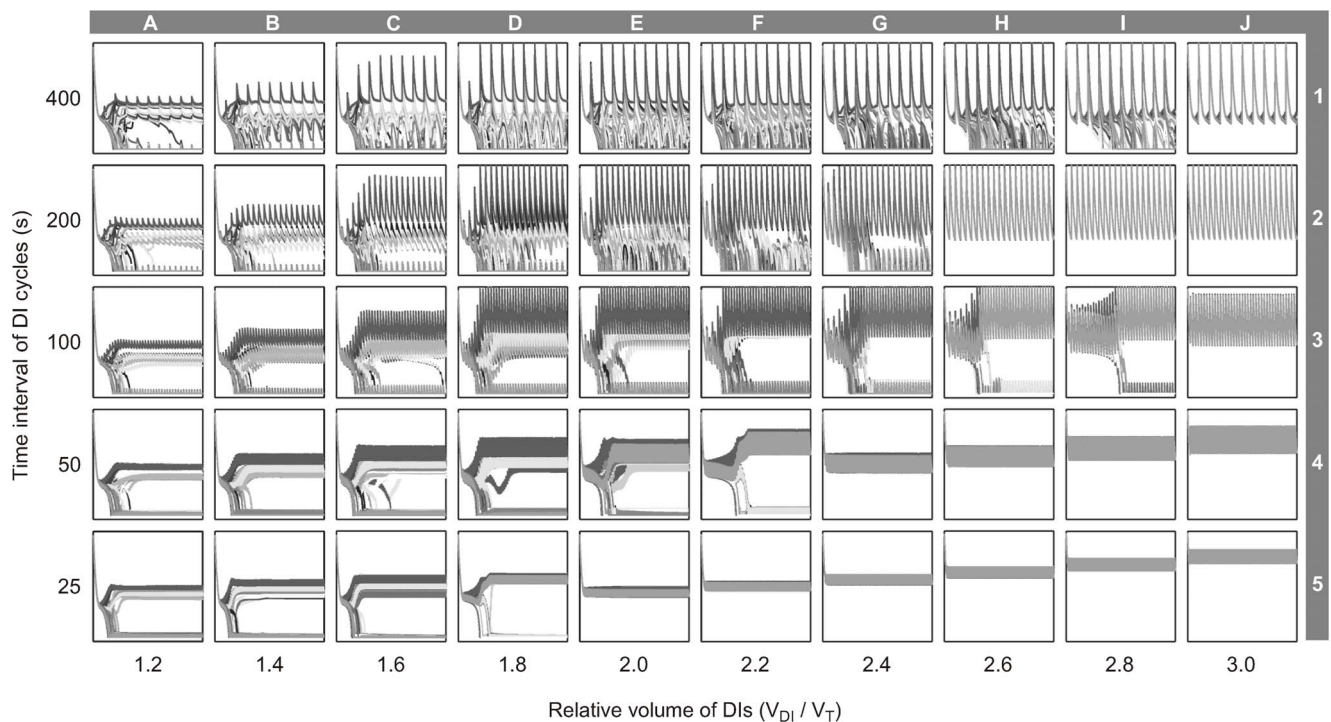 A B C D E F G H I J
Time interval of DI cycles (s)
400 1
200 2
100 3
50 4
25 5
1.2 1.4 1.6 1.8 2.0 2.2 2.4 2.6 2.8 3.0
Relative volume of DIs (V_DI / V_T)